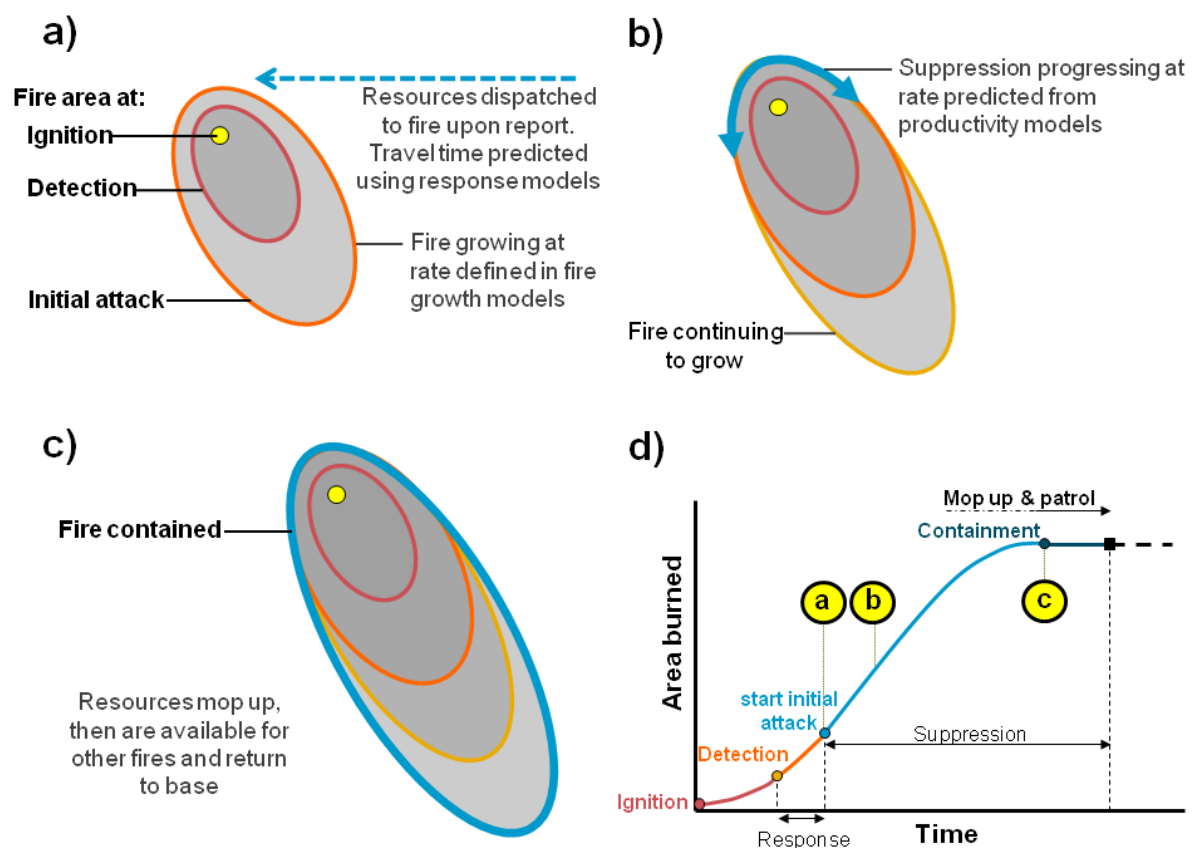 a)
Fire area at:
Ignition
Detection
Initial attack
Resources dispatched
to fire upon report.
Travel time predicted
using response models
Fire growing at
rate defined in fire
growth models
b)
Suppression progressing at
rate predicted from
productivity models
Fire continuing
to grow
c)
Fire contained
Resources mop up,
then are available for
other fires and return
to base
d)
Mop up & patrol
Containment
a
b
c
start initial
attack
Suppression
Detection
Ignition
Response
Area burned
Time